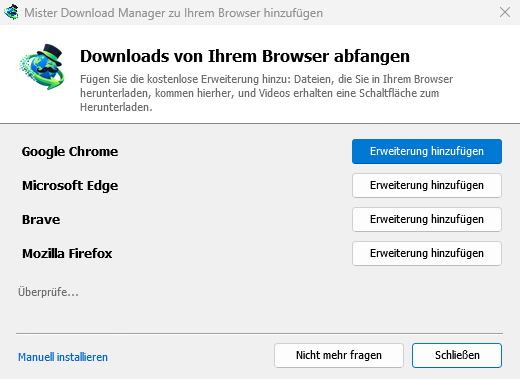 Mister Download Manager zu Ihrem Browser hinzufügen
Downloads von Ihrem Browser abfangen
Fügen Sie die kostenlose Erweiterung hinzu: Dateien, die Sie in Ihrem Browser
herunterladen, kommen hierher, und Videos erhalten eine Schaltfläche zum
Herunterladen.
Google Chrome
Erweiterung hinzufügen
Microsoft Edge
Erweiterung hinzufügen
Brave
Erweiterung hinzufügen
Mozilla Firefox
Erweiterung hinzufügen
Überprüfe...
Manuell installieren
Nicht mehr fragen
Schließen